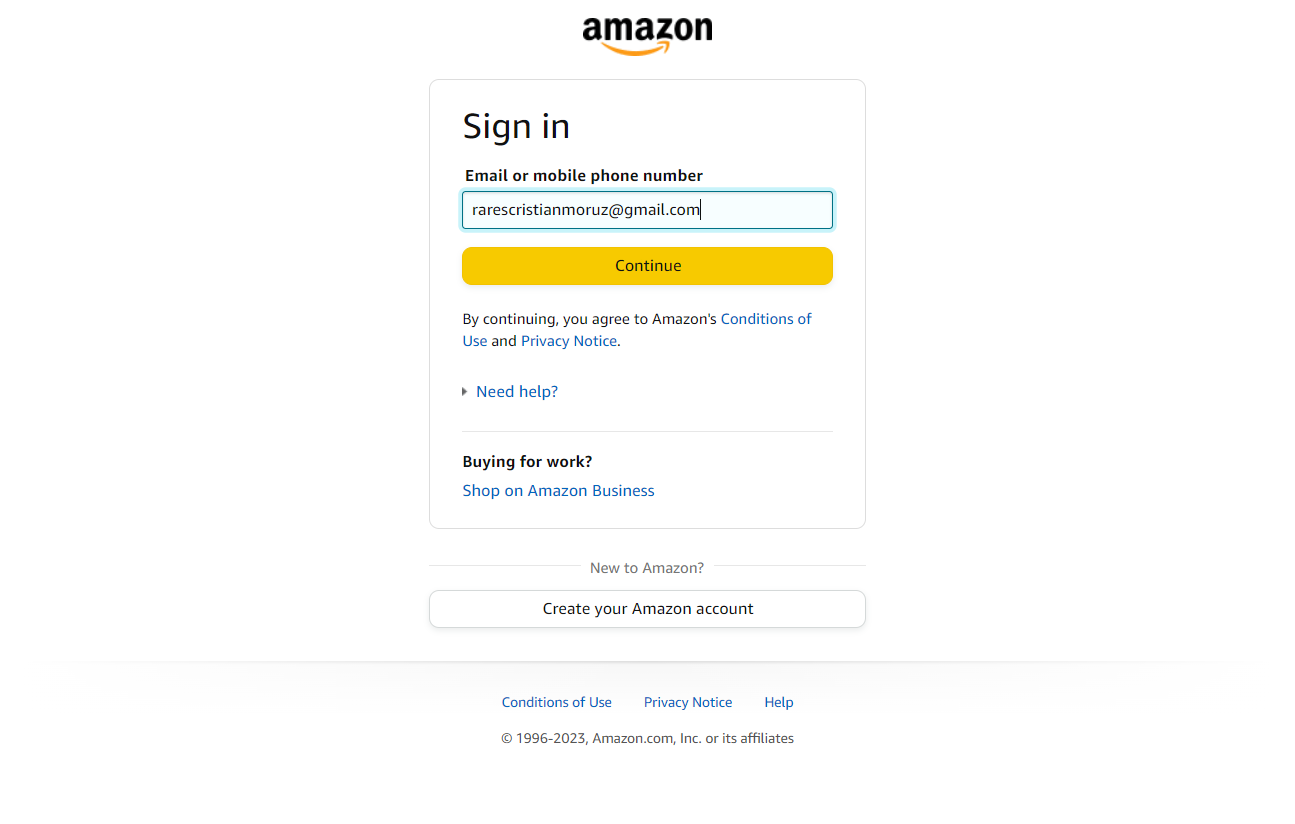 amazon
Sign in
Email or mobile phone number
rarescristianmoruz@gmail.com
Continue
By continuing, you agree to Amazon's Conditions of
Use and Privacy Notice.
Need help?
Buying for work?
Shop on Amazon Business
New to Amazon?
Create your Amazon account
Conditions of Use Privacy Notice Help
© 1996-2023, Amazon.com, Inc. or its affiliates